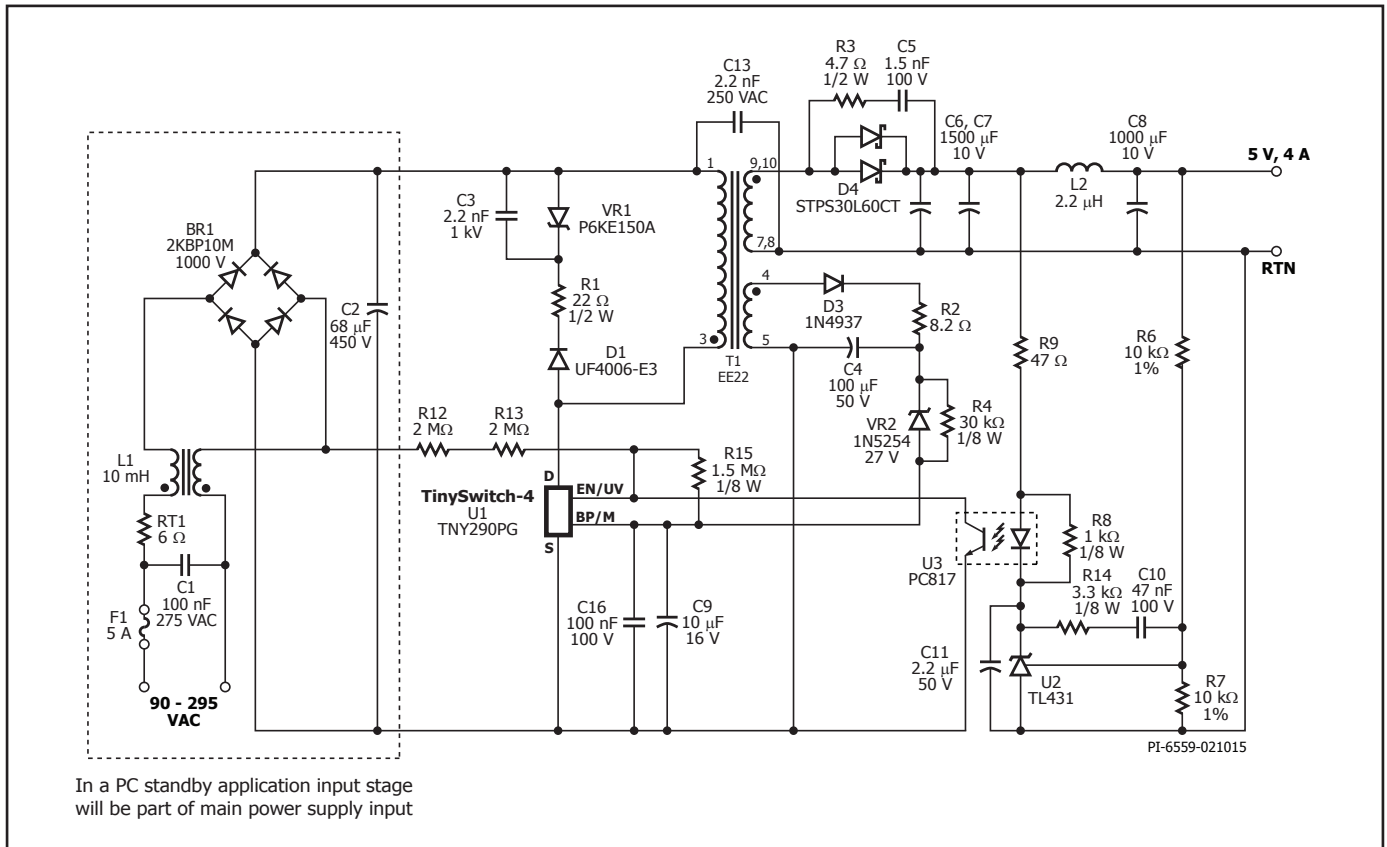 C13
2.2 nF
250 VAC
R3
4.7 Ω
1/2 W
C5
1.5 nF
100 V
C6, C7
1500 µF
10 V
C8
1000 µF
10 V
5 V, 4 A
1
9,10
D4
STPS30L60CT
L2
2.2 µH
7,8
RTN
C3
2.2 nF
1 kV
VR1
P6KE150A
BR1
2KBP10M
1000 V
C2
68 µF
450 V
R1
22 Ω
1/2 W
D1
UF4006-E3
3
T1
EE22
4
5
D3
1N4937
R2
8.2 Ω
C4
100 µF
50 V
VR2
1N5254
27 V
R4
30 kΩ
1/8 W
R9
47 Ω
R6
10 kΩ
1%
R12
2 MΩ
R13
2 MΩ
R15
1.5 MΩ
1/8 W
L1
10 mH
RT1
6 Ω
C1
100 nF
275 VAC
F1
5 A
90 - 295
VAC
TinySwitch-4
U1
TNY290PG
D
S
EN/UV
BP/M
C16
100 nF
100 V
C9
10 µF
16 V
U3
PC817
R8
1 kΩ
1/8 W
R14
3.3 kΩ
1/8 W
C10
47 nF
100 V
C11
2.2 µF
50 V
U2
TL431
R7
10 kΩ
1%
PI-6559-021015
In a PC standby application input stage
will be part of main power supply input